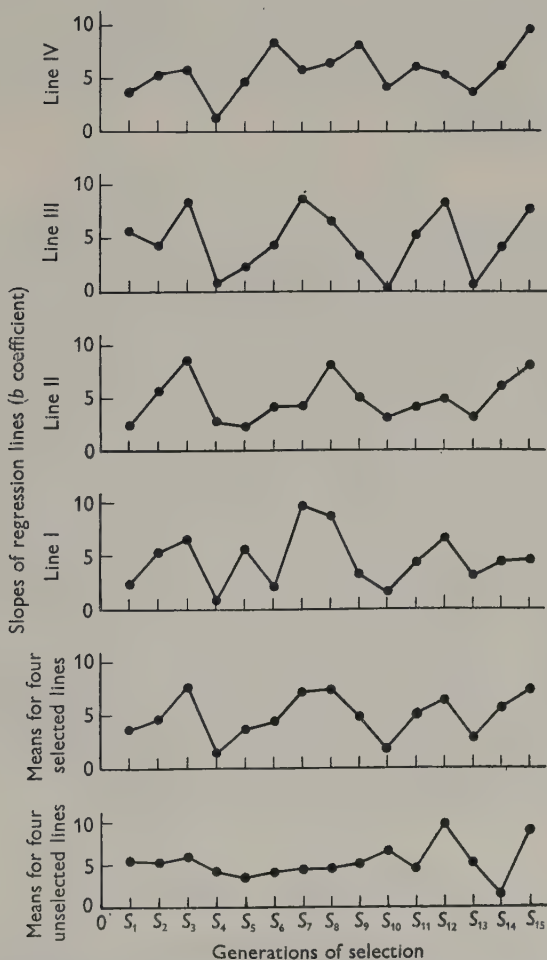 Slopes of regression lines (b coefficient)
Line IV
10
5
0
Line III
10
5
0
Line II
10
5
0
Line I
10
5
0
Means for four
selected lines
10
5
0
Means for four
unselected lines
10
5
0
0 S₁ S₂ S₃ S₄ S₅ S₆ S₇ S₈ S₉ S₁₀ S₁₁ S₁₂ S₁₃ S₁₄ S₁₅
Generations of selection